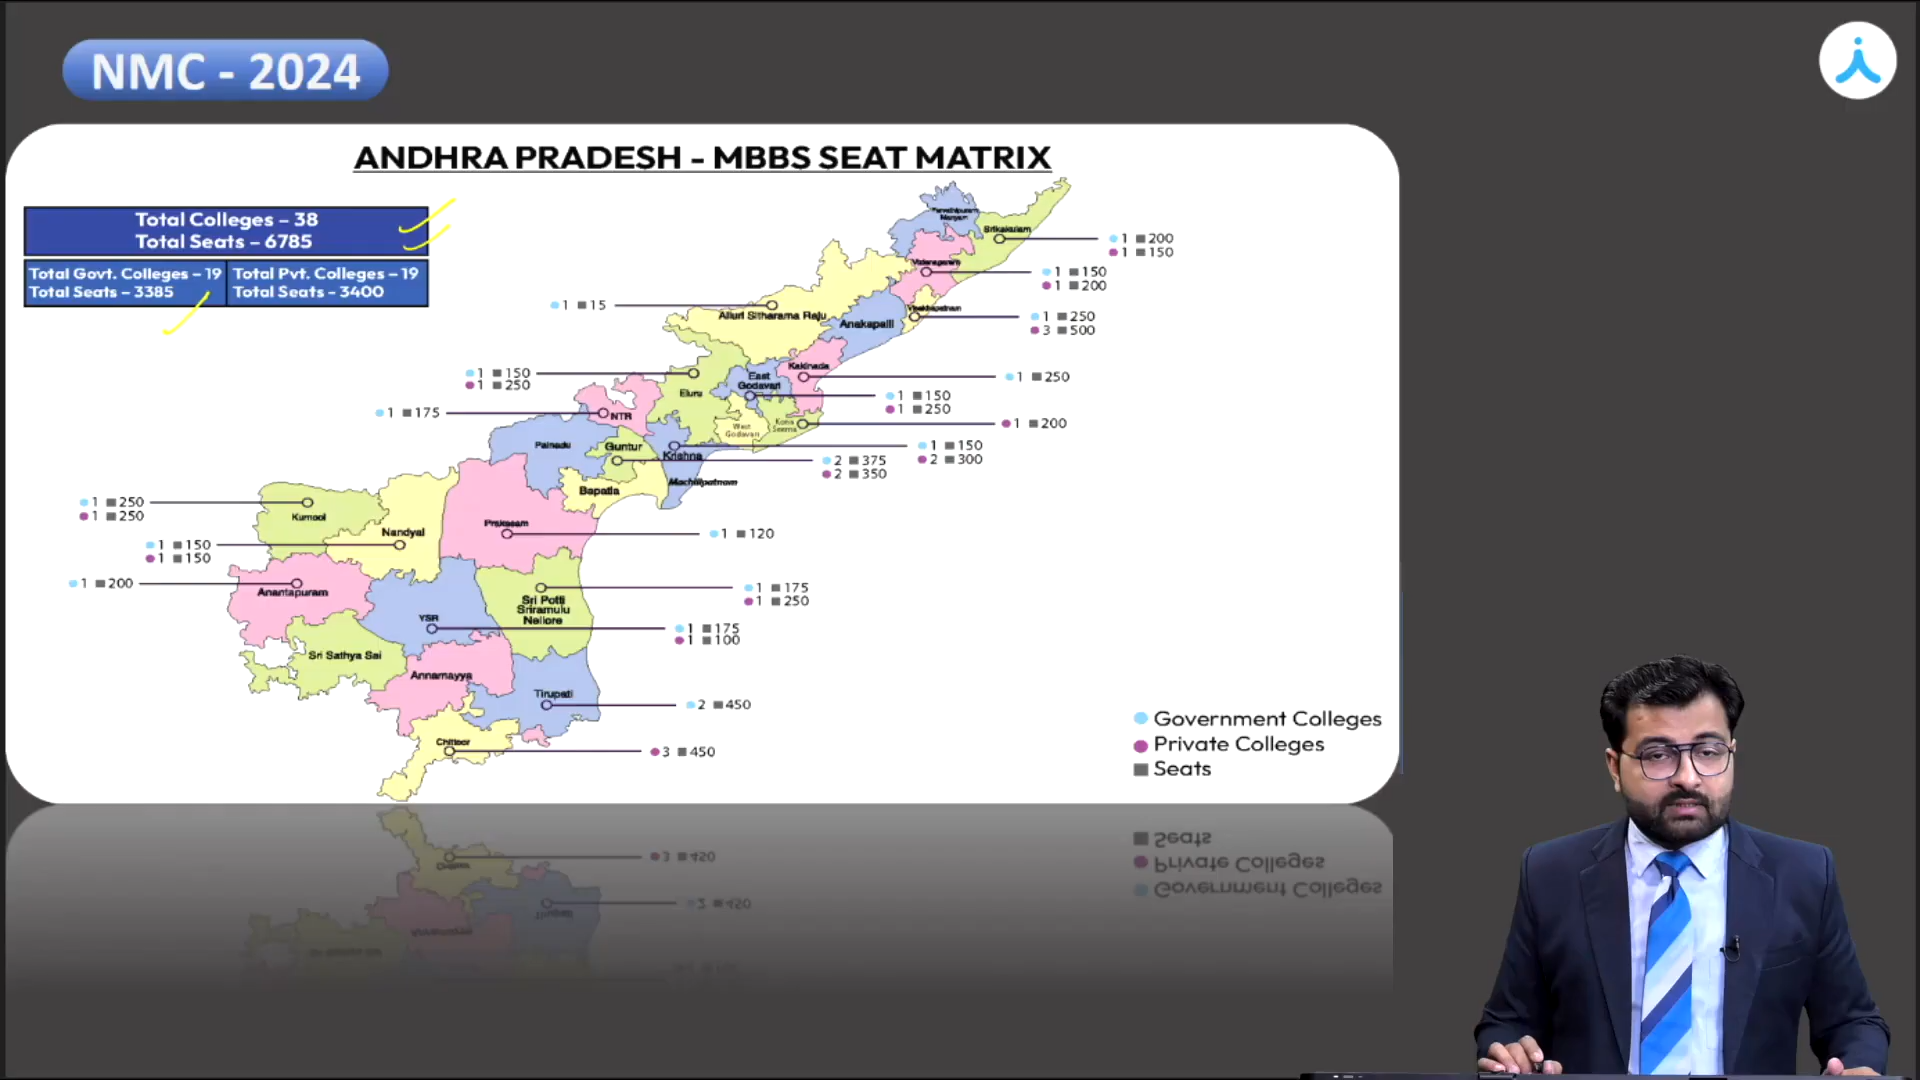 NMC - 2024
ANDHRA PRADESH - MBBS SEAT MATRIX
Total Colleges – 38
Total Seats – 6785
Total Govt. Colleges – 19
Total Seats – 3385
Total Pvt. Colleges – 19
Total Seats - 3400
Parvathipuram
Manyam
Srikakulam
1 200
1 150
Vizianagaram
1 150
1 200
1 15
Alluri Sitharama Raju
Visakhapatnam
1 250
3 500
Anakapalli
Kakinada
1 250
1 150
1 250
Eluru
East
Godavari
1 150
1 250
1 175
NTR
West
Godavari
Kona
Seema
1 200
Palnadu
Guntur
Krishna
1 150
2 300
2 375
2 350
Machilipatnam
Bapatla
1 250
1 250
Kurnool
Nandyal
1 150
1 150
Prakasam
1 120
1 200
Anantapuram
Sri Potti
Sriramulu
Nellore
1 175
1 250
YSR
1 175
1 100
Sri Sathya Sai
Annamayya
Tirupati
2 450
Chittoor
3 450
Government Colleges
Private Colleges
Seats